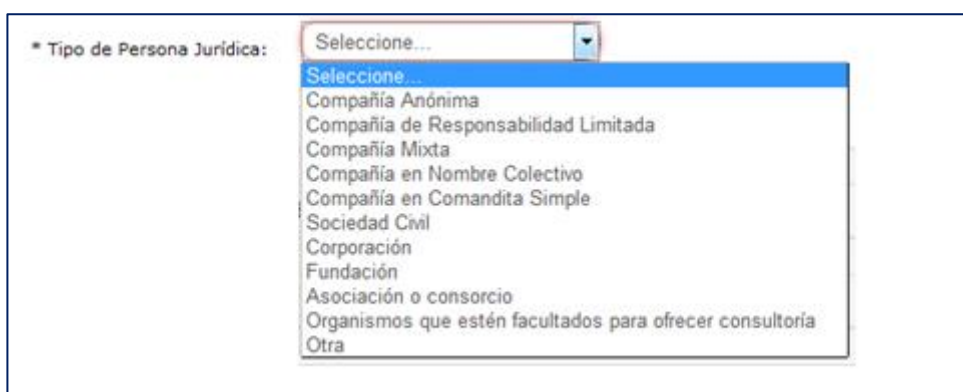 * Tipo de Persona Jurídica:
Seleccione...
Seleccione...
Compañía Anónima
Compañía de Responsabilidad Limitada
Compañía Mixta
Compañía en Nombre Colectivo
Compañía en Comandita Simple
Sociedad Civil
Corporación
Fundación
Asociación o consorcio
Organismos que estén facultados para ofrecer consultoría
Otra